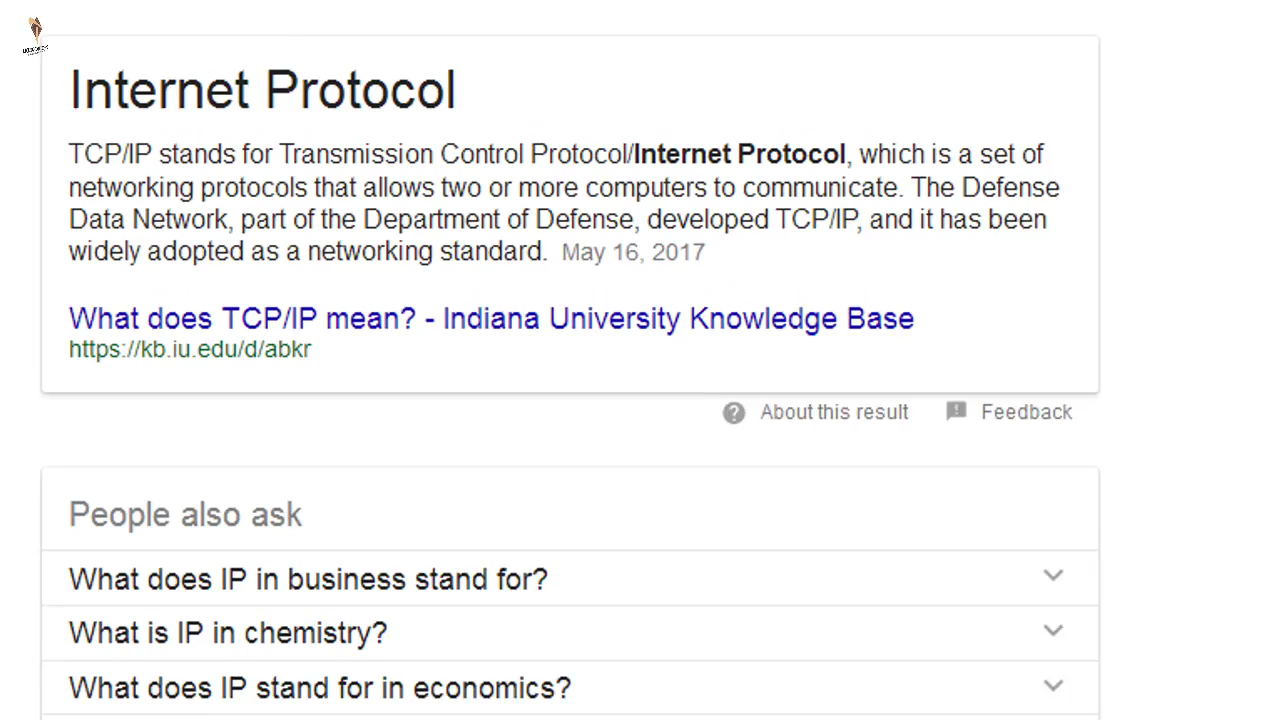 Internet Protocol
TCP/IP stands for Transmission Control Protocol/Internet Protocol, which is a set of
networking protocols that allows two or more computers to communicate. The Defense
Data Network, part of the Department of Defense, developed TCP/IP, and it has been
widely adopted as a networking standard. May 16, 2017
What does TCP/IP mean? - Indiana University Knowledge Base
https://kb.iu.edu/d/abkr
About this result Feedback
People also ask
What does IP in business stand for?
What is IP in chemistry?
What does IP stand for in economics?